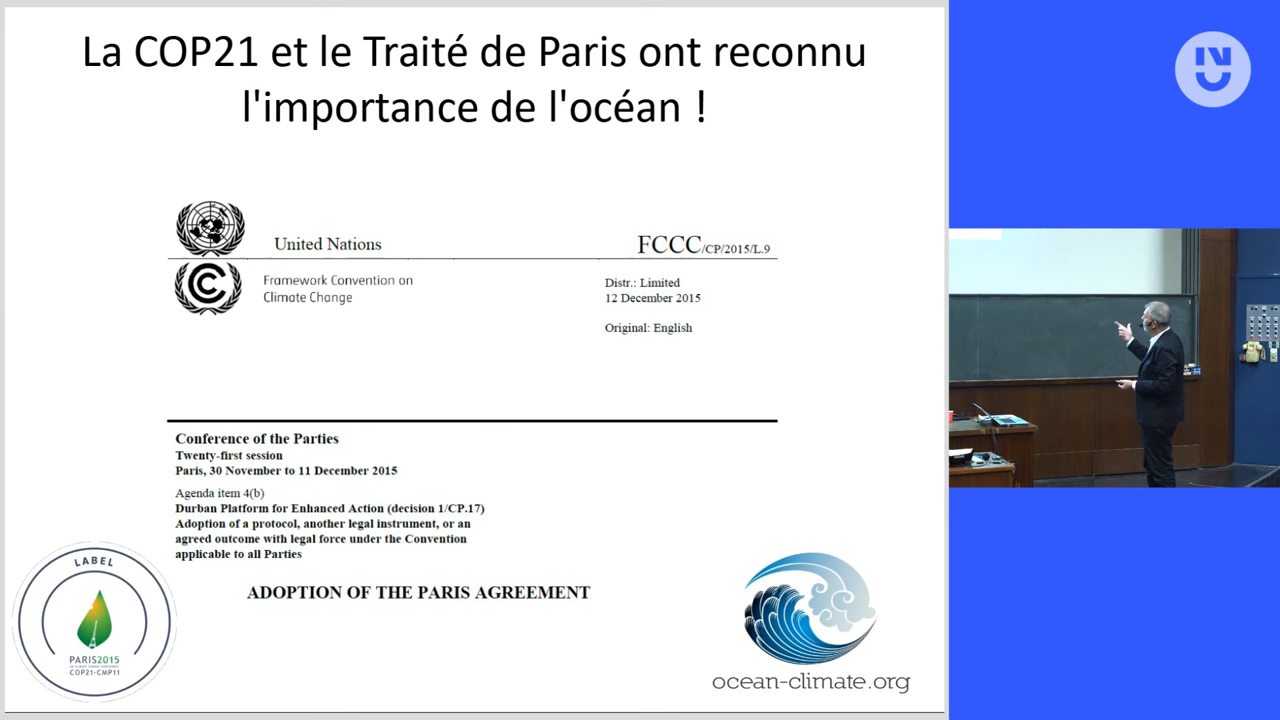 La COP21 et le Traité de Paris ont reconnu
l'importance de l'océan !
United Nations
FCCC/CP/2015/L.9
Framework Convention on
Climate Change
Distr.: Limited
12 December 2015
Original: English
Conference of the Parties
Twenty-first session
Paris, 30 November to 11 December 2015
Agenda item 4(b)
Durban Platform for Enhanced Action (decision 1/CP.17)
Adoption of a protocol, another legal instrument, or an
agreed outcome with legal force under the Convention
applicable to all Parties
ADOPTION OF THE PARIS AGREEMENT
LABEL
PARIS2015
COP21-CMP11
ocean-climate.org